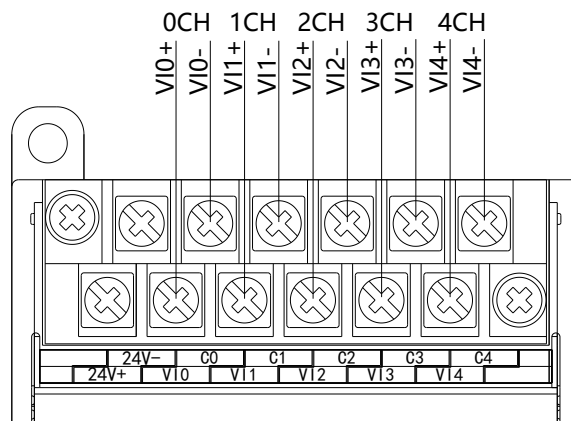 0CH 1CH 2CH 3CH 4CH
VI0+ VI0- VI1+ VI1- VI2+ VI2- VI3+ VI3- VI4+ VI4-
24V- C0 C1 C2 C3 C4
24V+ VI0 VI1 VI2 VI3 VI4